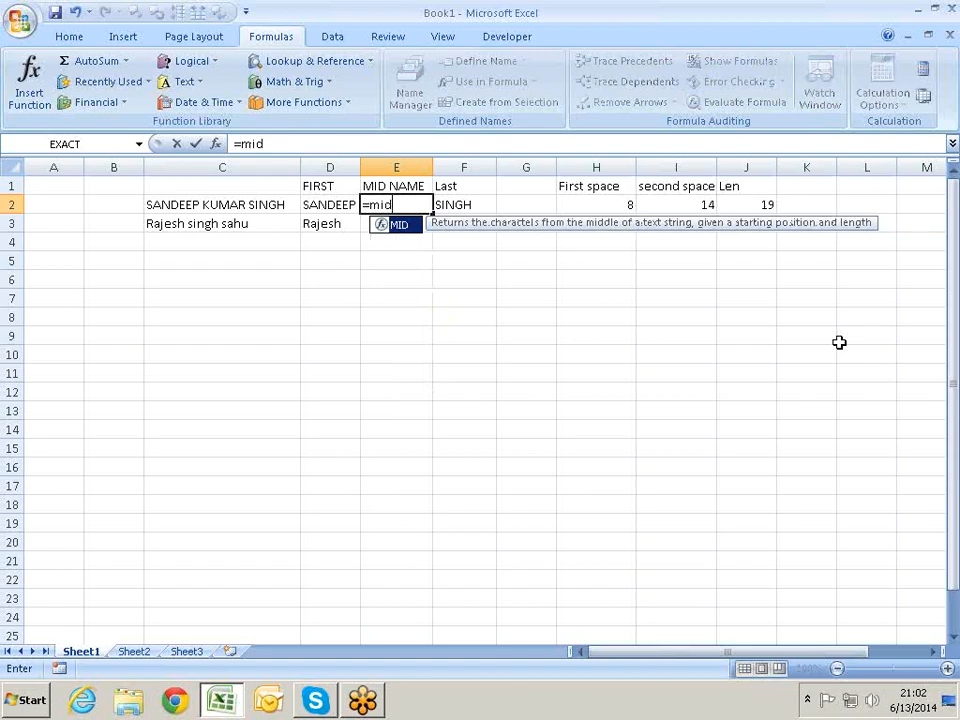 Book1 - Microsoft Excel
Home Insert Page Layout Formulas Data Review View Developer
Insert Function
AutoSum
Recently Used
Financial
Logical
Text
Date & Time
Lookup & Reference
Math & Trig
More Functions
Function Library
Name Manager
Define Name
Use in Formula
Create from Selection
Defined Names
Trace Precedents
Trace Dependents
Remove Arrows
Show Formulas
Error Checking
Evaluate Formula
Formula Auditing
Watch Window
Calculation Options
Calculation
EXACT =mid
A B C D E F G H I J K L M
1 FIRST MID NAME Last First space second space Len
2 SANDEEP KUMAR SINGH SANDEEP =mid SINGH 8 14 19
3 Rajesh singh sahu Rajesh MID Returns the characters from the middle of a text string, given a starting position and length
4
5
6
7
8
9
10
11
12
13
14
15
16
17
18
19
20
21
22
23
24
25
Sheet1 Sheet2 Sheet3
Enter 100%
Start 21:02
6/13/2014